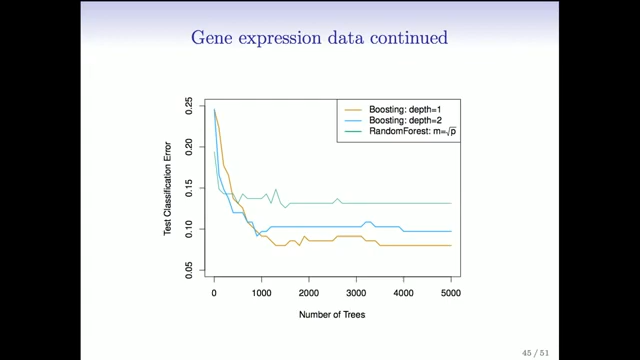 Gene expression data continued
Boosting: depth=1
Boosting: depth=2
RandomForest: m=√p
Test Classification Error
0.25
0.20
0.15
0.10
0.05
0 1000 2000 3000 4000 5000
Number of Trees
45 / 51